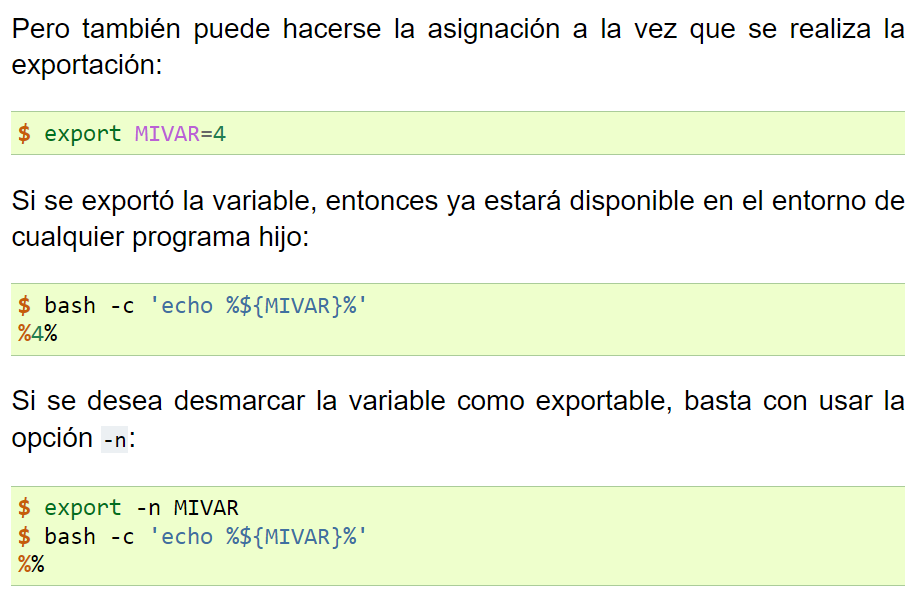 Pero también puede hacerse la asignación a la vez que se realiza la
exportación:
$ export MIVAR=4
Si se exportó la variable, entonces ya estará disponible en el entorno de
cualquier programa hijo:
$ bash -c 'echo %${MIVAR}%'
%4%
Si se desea desmarcar la variable como exportable, basta con usar la
opción -n:
$ export -n MIVAR
$ bash -c 'echo %${MIVAR}%'
%%